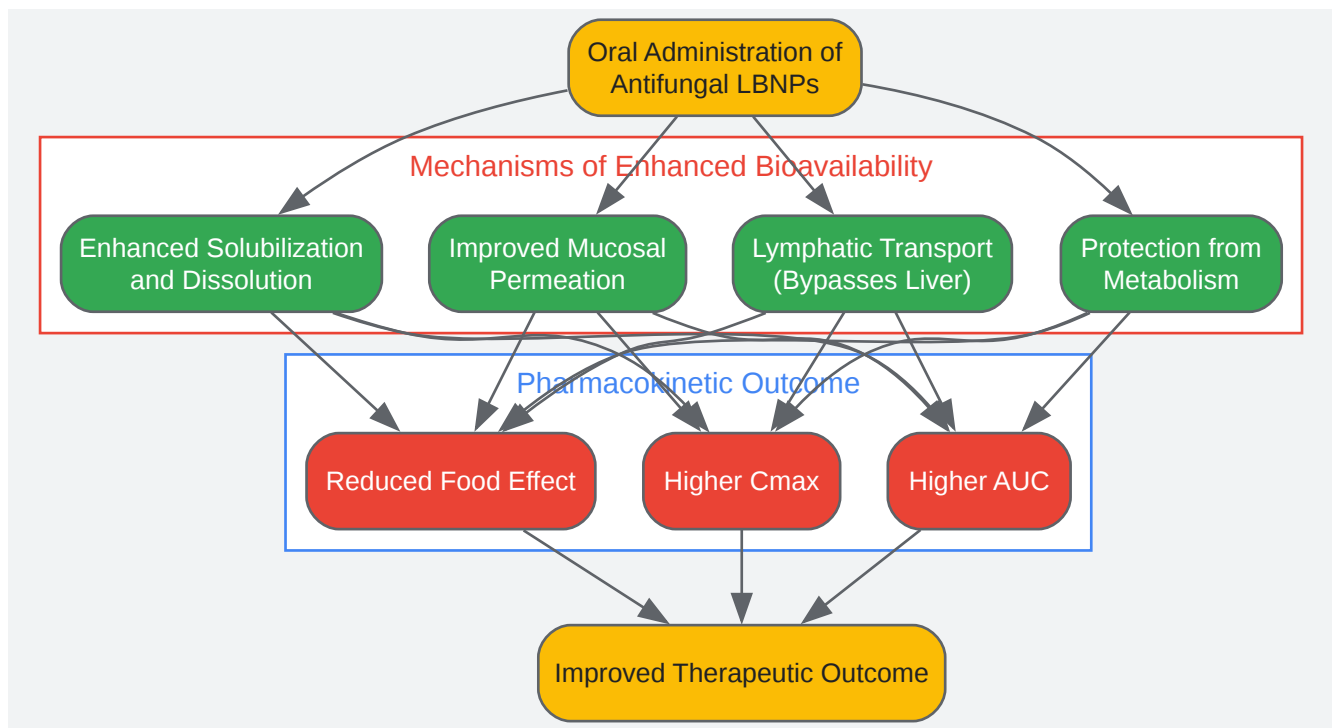 Oral Administration of
Antifungal LBNPs
Mechanisms of Enhanced Bioavailability
Enhanced Solubilization
and Dissolution
Improved Mucosal
Permeation
Lymphatic Transport
(Bypasses Liver)
Protection from
Metabolism
Pharmacokinetic Outcome
Reduced Food Effect
Higher Cmax
Higher AUC
Improved Therapeutic Outcome